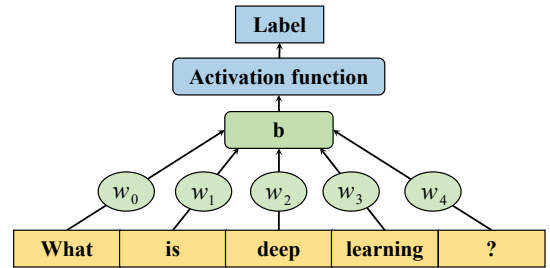 Label
Activation function
b
w₀ w₁ w₂ w₃ w₄
What is deep learning ?